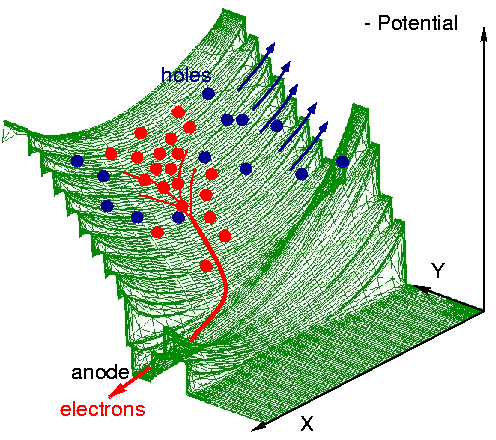 - Potential
holes
Y
anode
electrons
X